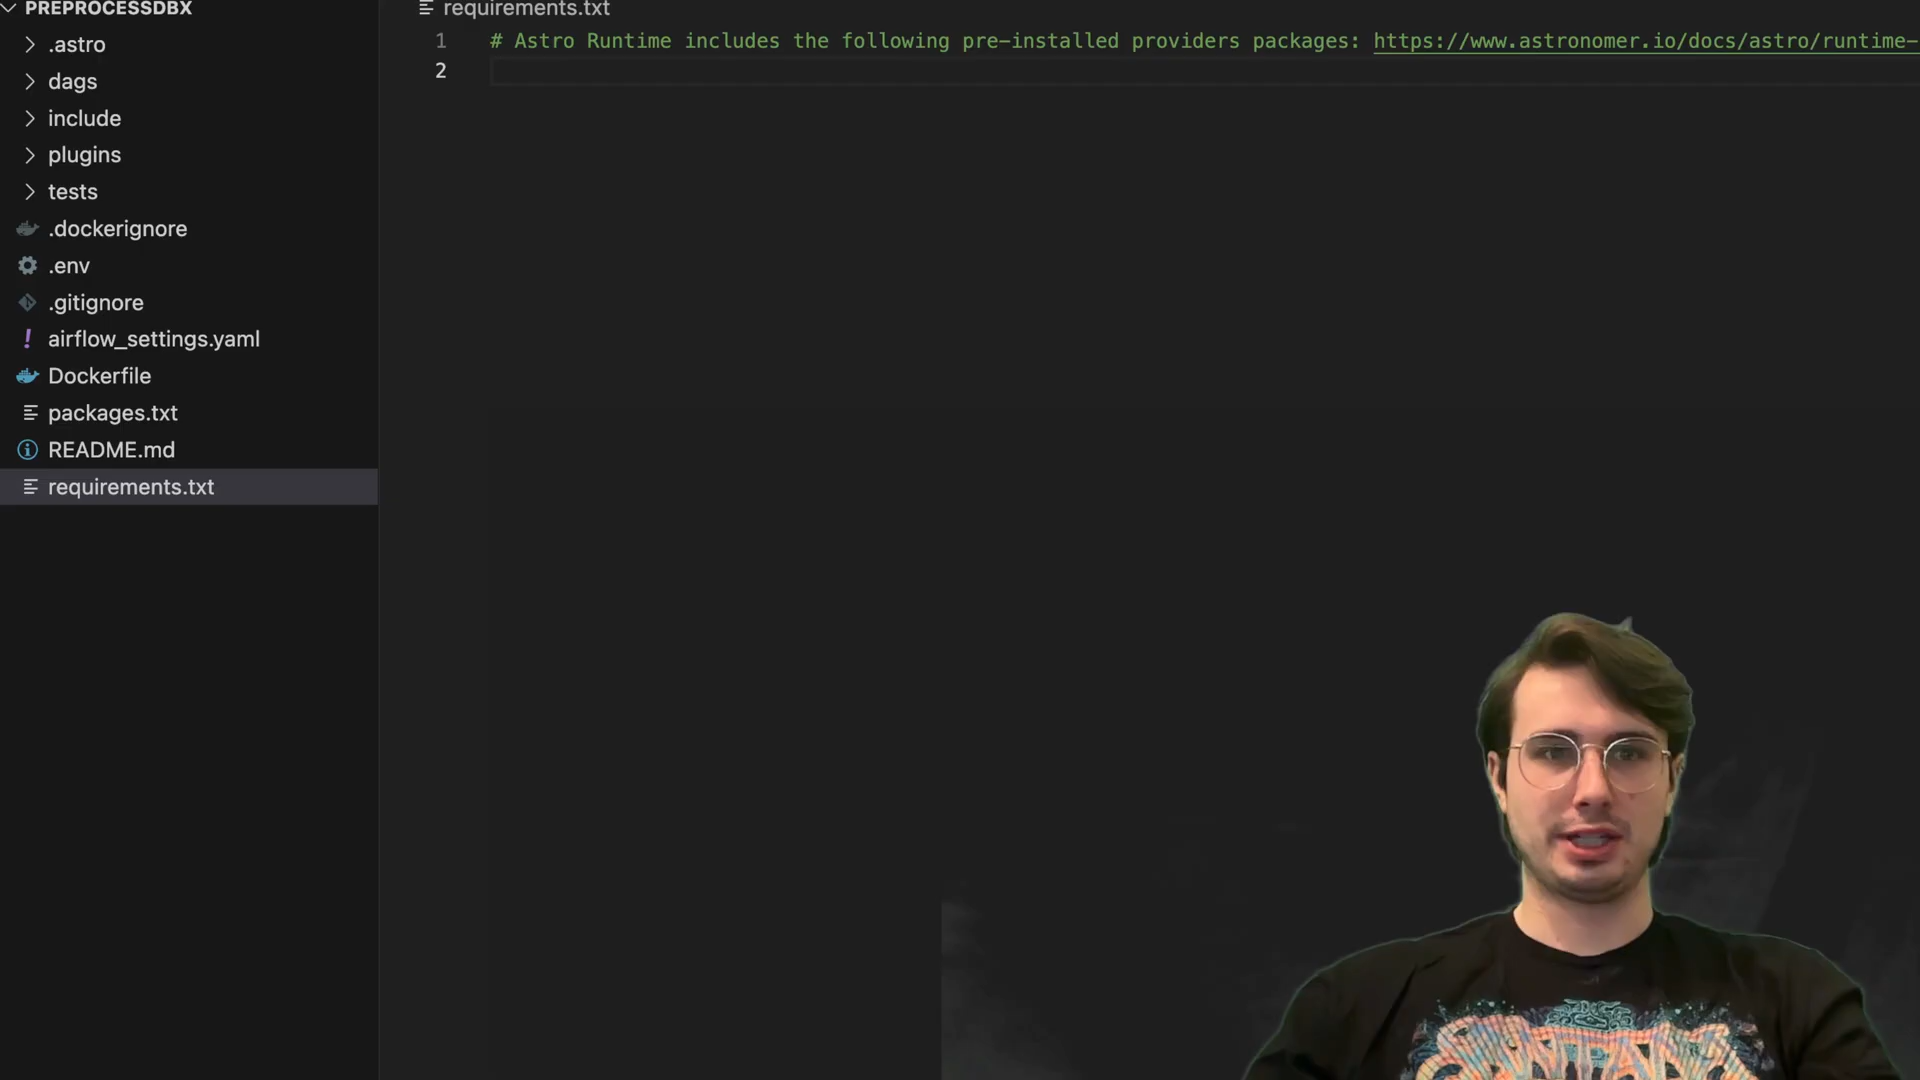 PREPROCESSDBX
.astro
dags
include
plugins
tests
.dockerignore
.env
.gitignore
! airflow_settings.yaml
Dockerfile
packages.txt
README.md
requirements.txt
requirements.txt
1 # Astro Runtime includes the following pre-installed providers packages: https://www.astronomer.io/docs/astro/runtime-
2